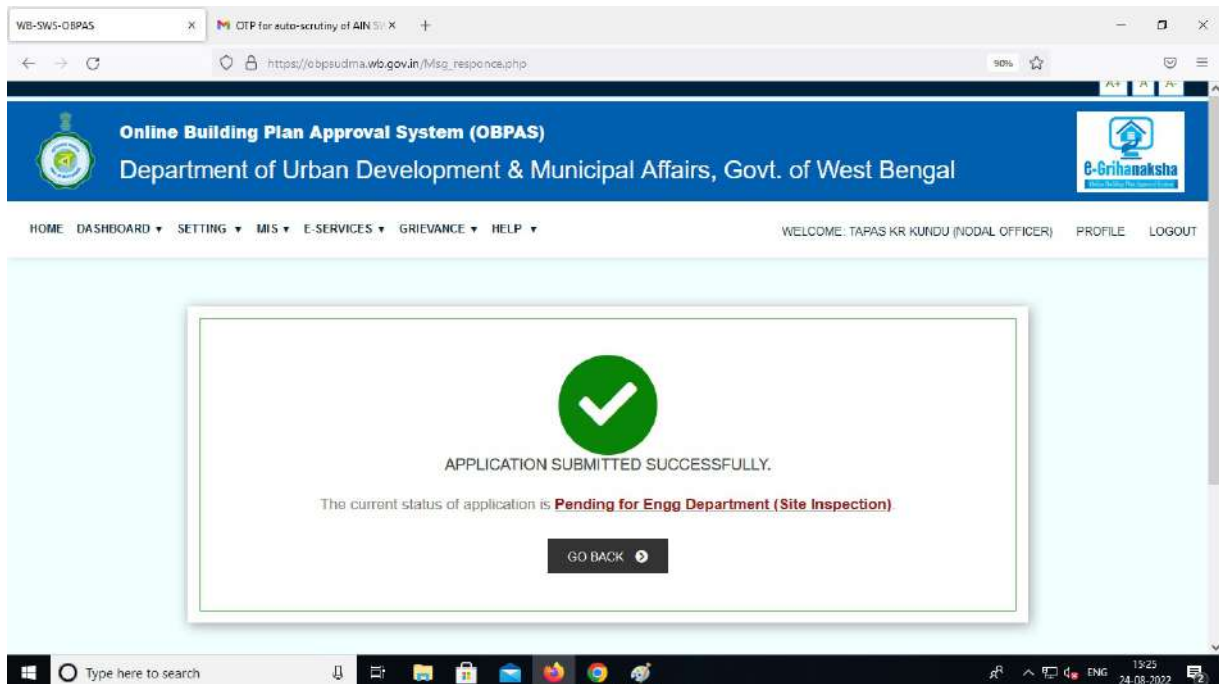 WB-SWS-OBPAS
OTP for auto-scrutiny of AIN SW
https://obpsudma.wb.gov.in/Msg_responce.php
90%
A+ A A-
Online Building Plan Approval System (OBPAS)
Department of Urban Development & Municipal Affairs, Govt. of West Bengal
e-Grihanaksha
HOME DASHBOARD SETTING MIS E-SERVICES GRIEVANCE HELP
WELCOME: TAPAS KR KUNDU (NODAL OFFICER) PROFILE LOGOUT
APPLICATION SUBMITTED SUCCESSFULLY.
The current status of application is Pending for Engg Department (Site Inspection)
GO BACK
Type here to search
ENG
15:25
24-08-2022
2